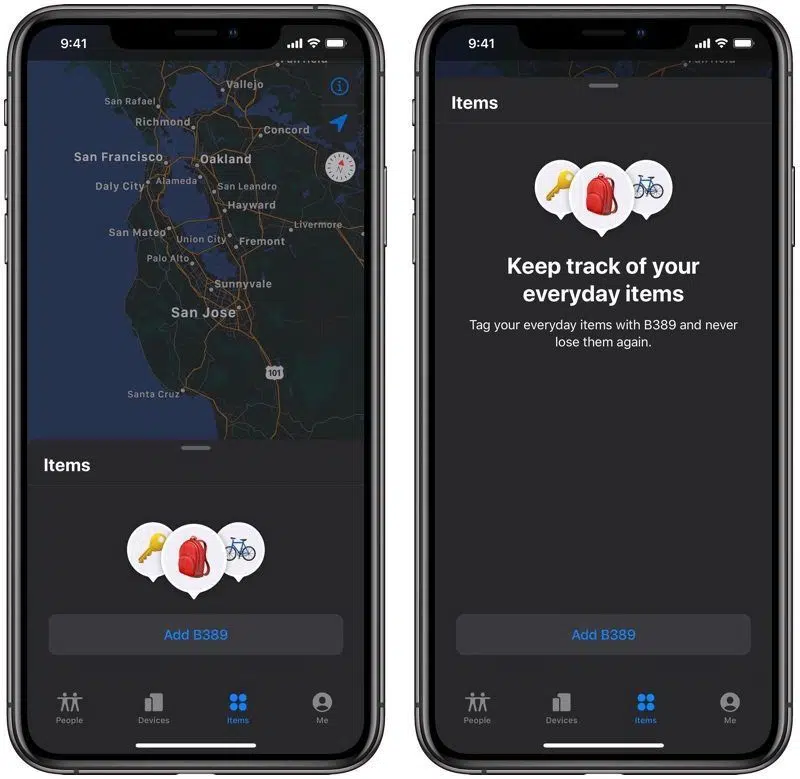 9:41
Vallejo
San Rafael
Richmond
Concord
San Francisco
Oakland
Daly City
Alameda
San Leandro
Hayward
Livermore
San Mateo
Union City
Fremont
Palo Alto
Sunnyvale
San Jose
101
Santa Cruz
Items
Add B389
People
Devices
Items
Me
9:41
Items
Keep track of your
everyday items
Tag your everyday items with B389 and never
lose them again.
Add B389
People
Devices
Items
Me